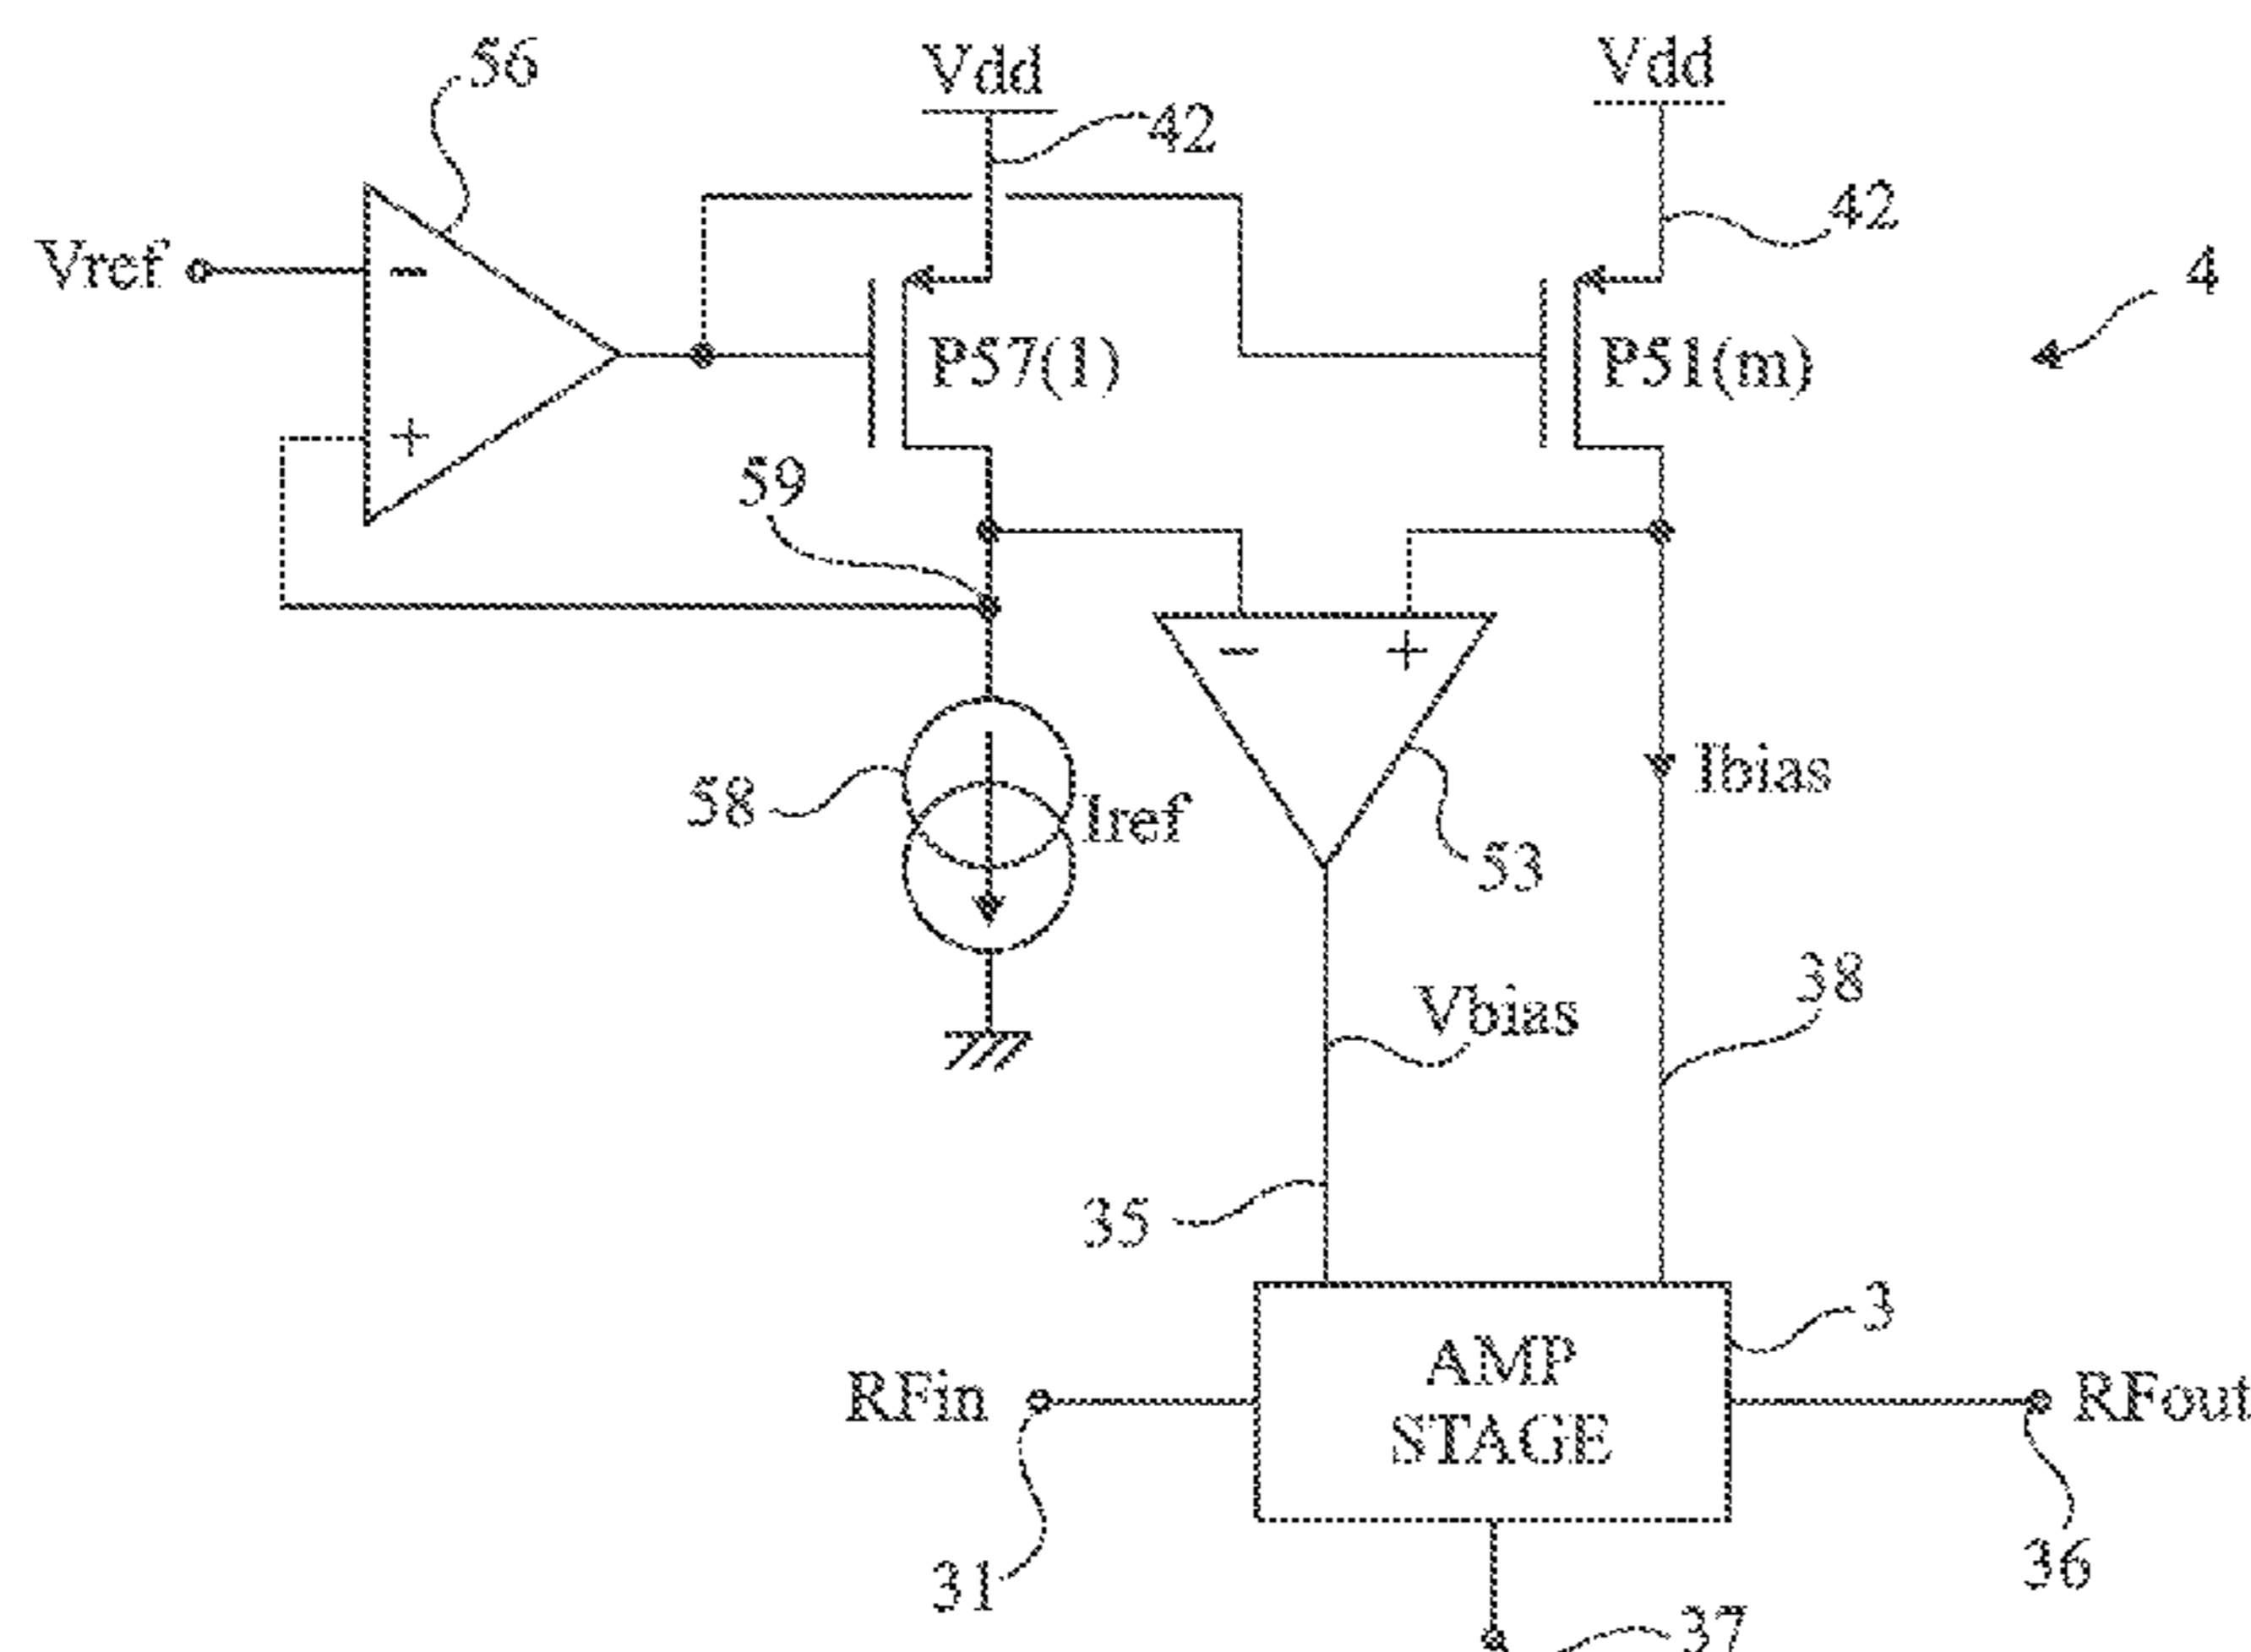 56
Vdd
Vdd
42
42
Vref
−
4
P57(1)
P51(m)
+
59
−
+
58
Iref
Ibias
53
Vbias
38
35
3
AMP
STAGE
RFin
RFout
31
36
37